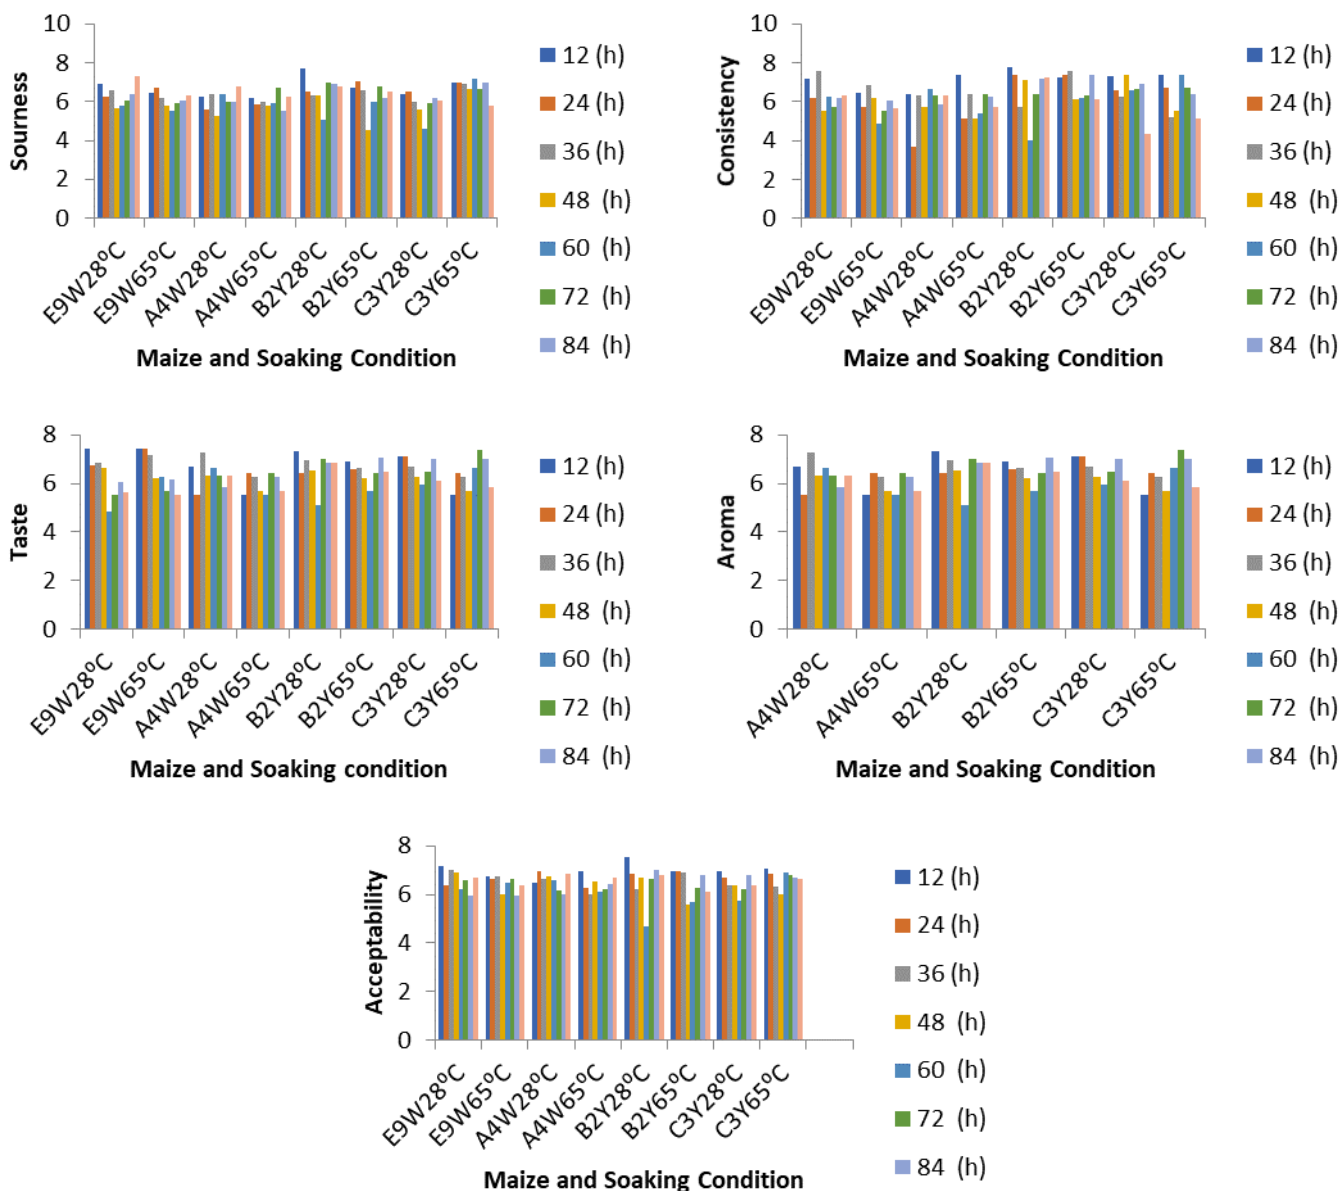 10
8
6
4
2
0
Sourness
E9W28⁰C
E9W65⁰C
A4W28⁰C
A4W65⁰C
B2Y28⁰C
B2Y65⁰C
C3Y28⁰C
C3Y65⁰C
Maize and Soaking Condition
12 (h)
24 (h)
36 (h)
48 (h)
60 (h)
72 (h)
84 (h)
10
8
6
4
2
0
Consistency
E9W28⁰C
E9W65⁰C
A4W28⁰C
A4W65⁰C
B2Y28⁰C
B2Y65⁰C
C3Y28⁰C
C3Y65⁰C
Maize and Soaking Condition
12 (h)
24 (h)
36 (h)
48 (h)
60 (h)
72 (h)
84 (h)
8
6
4
2
0
Taste
E9W28⁰C
E9W65⁰C
A4W28⁰C
A4W65⁰C
B2Y28⁰C
B2Y65⁰C
C3Y28⁰C
C3Y65⁰C
Maize and Soaking condition
12 (h)
24 (h)
36 (h)
48 (h)
60 (h)
72 (h)
84 (h)
8
6
4
2
0
Aroma
A4W28⁰C
A4W65⁰C
B2Y28⁰C
B2Y65⁰C
C3Y28⁰C
C3Y65⁰C
Maize and Soaking Condition
12 (h)
24 (h)
36 (h)
48 (h)
60 (h)
72 (h)
84 (h)
8
6
4
2
0
Acceptability
E9W28⁰C
E9W65⁰C
A4W28⁰C
A4W65⁰C
B2Y28⁰C
B2Y65⁰C
C3Y28⁰C
C3Y65⁰C
Maize and Soaking Condition
12 (h)
24 (h)
36 (h)
48 (h)
60 (h)
72 (h)
84 (h)